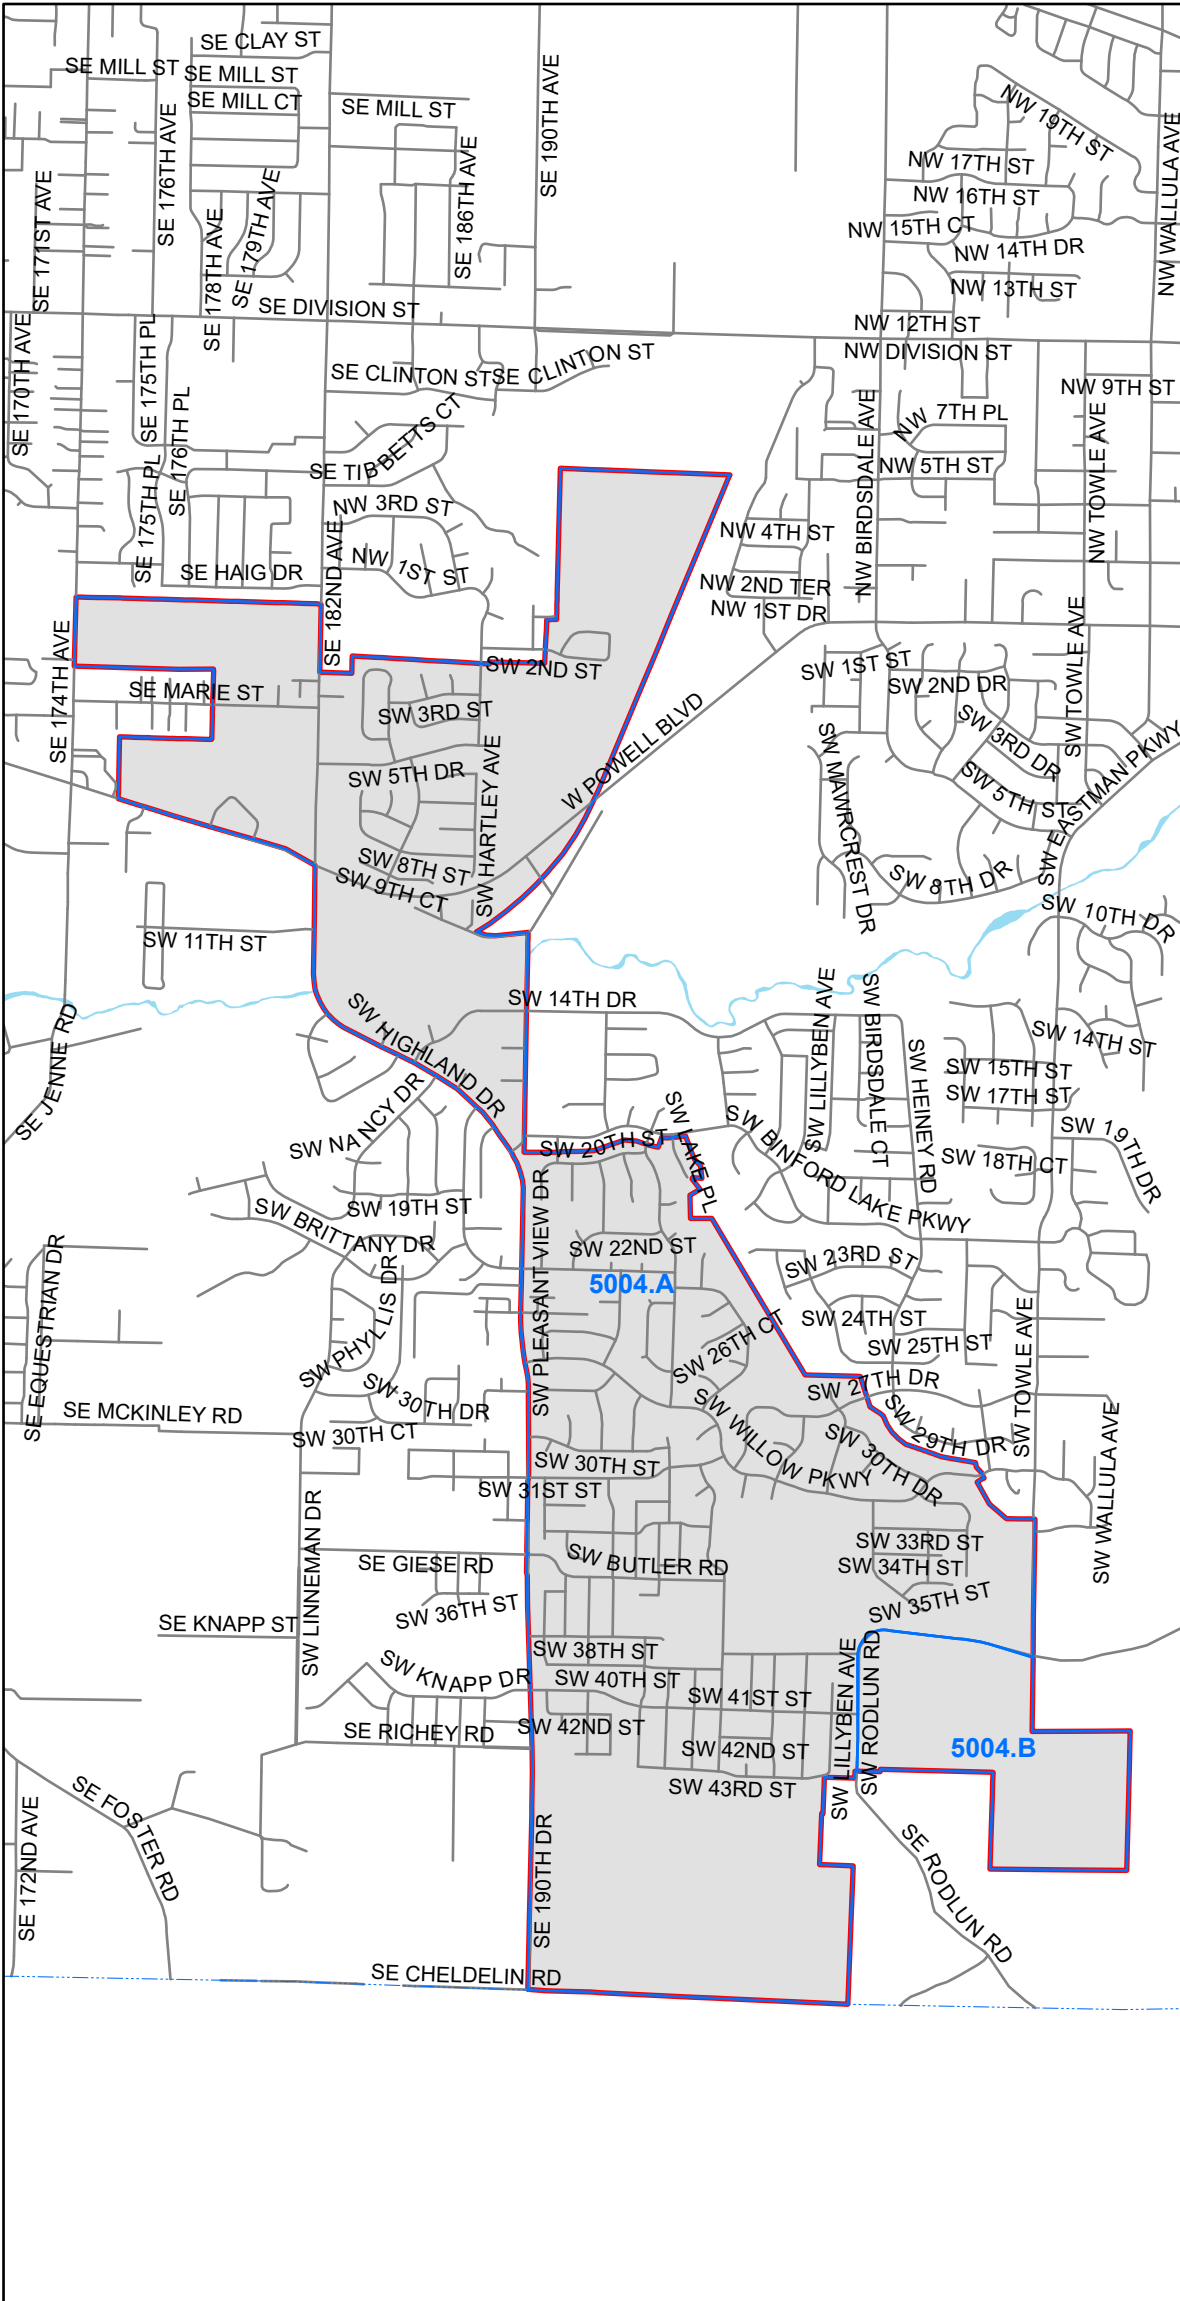 SE CLAY ST
SE MILL ST
SE MILL ST
SE MILL CT
SE MILL ST
SE 190TH AVE
SE 176TH AVE
SE 171ST AVE
SE 178TH AVE
SE 179TH AVE
SE 186TH AVE
NW 19TH ST
NW WALLULA AVE
NW 17TH ST
NW 16TH ST
NW 15TH CT
NW 14TH DR
NW 13TH ST
SE DIVISION ST
NW 12TH ST
NW DIVISION ST
SE 170TH AVE
SE 175TH PL
SE 176TH PL
SE 175TH PL
SE CLINTON ST
SE CLINTON ST
NW 9TH ST
SE TIBBETTS CT
NW 7TH PL
NW BIRDSDALE AVE
NW TOWLE AVE
NW 5TH ST
NW 3RD ST
NW 4TH ST
SE 182ND AVE
NW 1ST ST
SE HAIG DR
NW 2ND TER
NW 1ST DR
SE 174TH AVE
SW 2ND ST
SW 1ST ST
SW 2ND DR
SW TOWLE AVE
SE MARIE ST
SW 3RD ST
SW 3RD DR
W POWELL BLVD
SW 5TH DR
SW HARTLEY AVE
SW MAWRCREST DR
SW 5TH ST
SW EASTMAN PKWY
SW 8TH ST
SW 9TH CT
SW 8TH DR
SW 10TH DR
SW 11TH ST
SW 14TH DR
SW LILLYBEN AVE
SW BIRDSDALE CT
SW HIGHLAND DR
SE JENNE RD
SW HEINEY RD
SW 14TH ST
SW 15TH ST
SW 17TH ST
SW NANCY DR
SW 20TH ST
SW LAKE PL
SW BINFORD LAKE PKWY
SW 18TH CT
SW 19TH DR
SW 19TH ST
SW BRITTANY DR
SW PLEASANT VIEW DR
SW 22ND ST
5004.A
SW 23RD ST
SW 24TH ST
SW 25TH ST
SW 26TH CT
SE EQUESTRIAN DR
SW PHYLLIS DR
SW TOWLE AVE
SW 27TH DR
SW 30TH DR
SE MCKINLEY RD
SW 30TH CT
SW WILLOW PKWY
SW 29TH DR
SW 30TH DR
SW WALLULA AVE
SW 30TH ST
SW 31ST ST
SW LINNEMAN DR
SE GIESE RD
SW BUTLER RD
SW 33RD ST
SW 34TH ST
SW 35TH ST
SW 36TH ST
SE KNAPP ST
SW 38TH ST
SW KNAPP DR
SW 40TH ST
SW 41ST ST
SW LILLYBEN AVE
SW RODLUN RD
SE RICHEY RD
SW 42ND ST
SW 42ND ST
5004.B
SW 43RD ST
SE FOSTER RD
SE 172ND AVE
SE 190TH DR
SE RODLUN RD
SE CHELDELIN RD